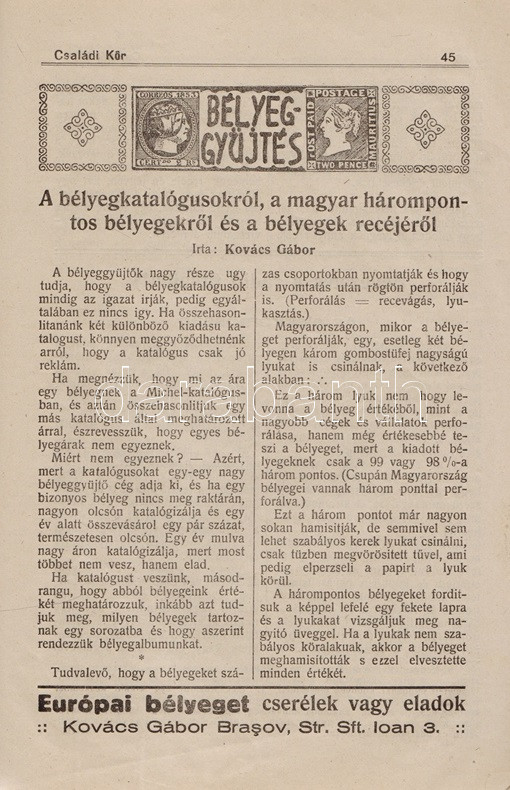 Családi Kör 45
CORREOS 1853
CERT
BÉLYEG-
GYÜJTÉS
POSTAGE
POST PAID
MAURITIUS
TWO PENCE
A bélyegkatalógusokról, a magyar hárompon-
tos bélyegekről és a bélyegek recéjéről
Irta: Kovács Gábor
A bélyeggyüjtők nagy része ugy
tudja, hogy a bélyegkatalógusok
mindig az igazat irják, pedig egyál-
talában ez nincs igy. Ha összehason-
litanánk két különböző kiadásu ka-
talogust, könnyen meggyőződhetnénk
arról, hogy a katalógus csak jó
reklám.
Ha megnézzük, hogy mi az ára
egy bélyegnek a Michel-katalógus-
ban, és aztán összehasonlitjuk egy
más katalógus által meghatározott
árral, észrevesszük, hogy egyes bé-
lyegárak nem egyeznek.
Miért nem egyeznek? — Azért,
mert a katalógusokat egy-egy nagy
bélyeggyüjtő cég adja ki, és ha egy
bizonyos bélyeg nincs meg raktárán,
nagyon olcsón katalógizálja és egy
év alatt összevásárol egy pár százat,
természetesen olcsón. Egy év mulva
nagy áron katalógizálja, mert most
többet nem vesz, hanem elad.
Ha katalógust veszünk, másod-
rangu, hogy abból bélyegeink érté-
két meghatározzuk, inkább azt tud-
juk meg, milyen bélyegek tartoz-
nak egy sorozatba és hogy aszerint
rendezzük bélyegalbumunkat.
*
Tudvalevő, hogy a bélyegeket szá-
zas csoportokban nyomtatják és hogy
a nyomtatás után rögtön perforálják
is. (Perforálás = recevágás, lyu-
kasztás.)
Magyarországon, mikor a bélye-
get perforálják, egy, esetleg két bé-
lyegen három gombostüfej nagyságú
lyukat is csinálnak, a következő
alakban: ∴
Ez a három lyuk nem hogy le-
vonna a bélyeg értékéből, mint a
nagyobb cégek és vállalatok perfo-
rálása, hanem még értékesebbé te-
szi a bélyeget, mert a kiadott bé-
lyegeknek csak a 99 vagy 98%-a
három pontos. (Csupán Magyarország
bélyegei vannak három ponttal per-
forálva.)
Ezt a három pontot már nagyon
sokan hamisitják, de semmivel sem
lehet szabályos kerek lyukat csinálni,
csak tüzben megvörösitett tüvel, ami
pedig elperzseli a papirt a lyuk
körül.
A hárompontos bélyegeket fordit-
suk a képpel lefelé egy fekete lapra
és a lyukakat vizsgáljuk meg na-
gyitó üveggel. Ha a lyukak nem sza-
bályos köralakuak, akkor a bélyeget
meghamisitották s ezzel elvesztette
minden értékét.
Európai bélyeget cserélek vagy eladok
:: Kovács Gábor Brașov, Str. Sft. Ioan 3. ::
darabanth